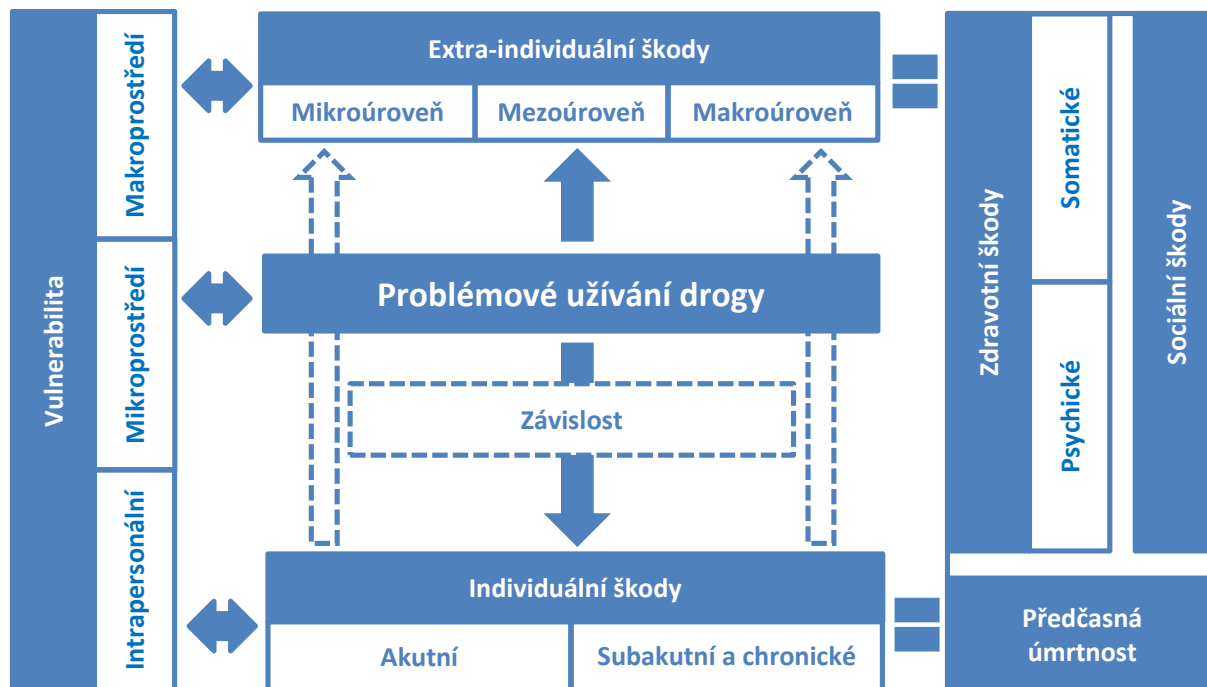 Vulnerabilita
Makroprostředí
Mikroprostředí
Intrapersonální
Extra-individuální škody
Mikroúroveň
Mezoúroveň
Makroúroveň
Problémové užívání drogy
Závislost
Individuální škody
Akutní
Subakutní a chronické
Zdravotní škody
Somatické
Psychické
Sociální škody
Předčasná
úmrtnost